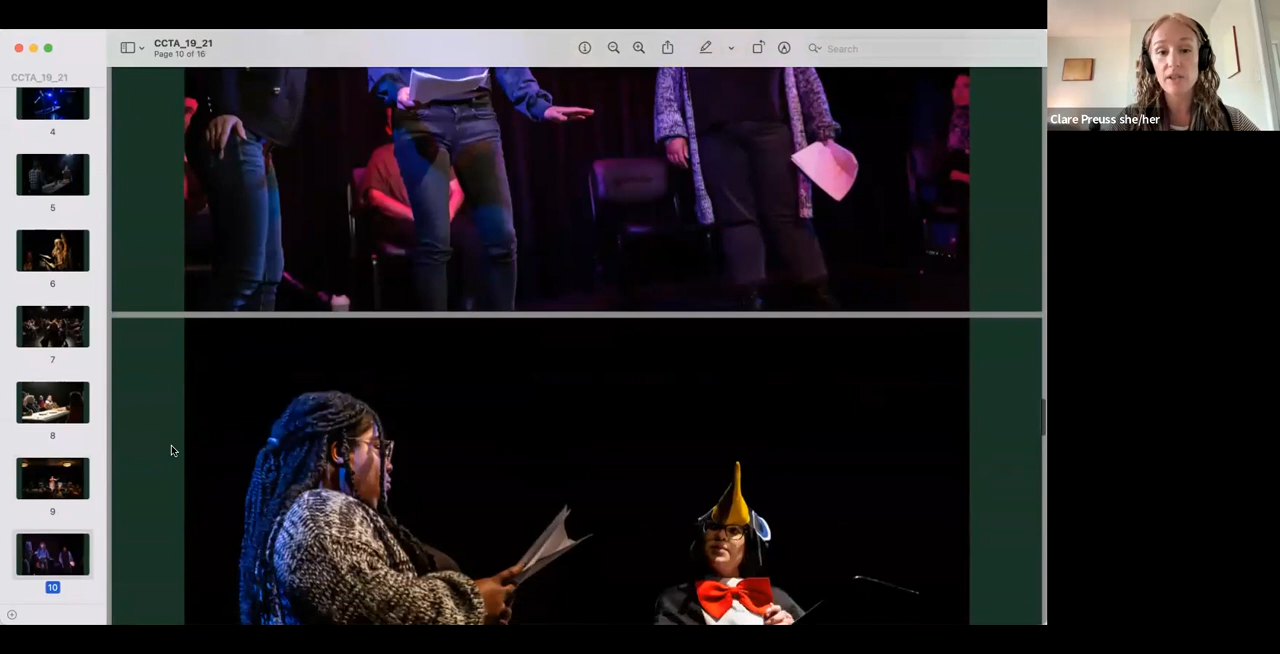 CCTA_19_21
Page 10 of 16
Search
CCTA_19_21
4
5
6
7
8
9
10
Clare Preuss she/her